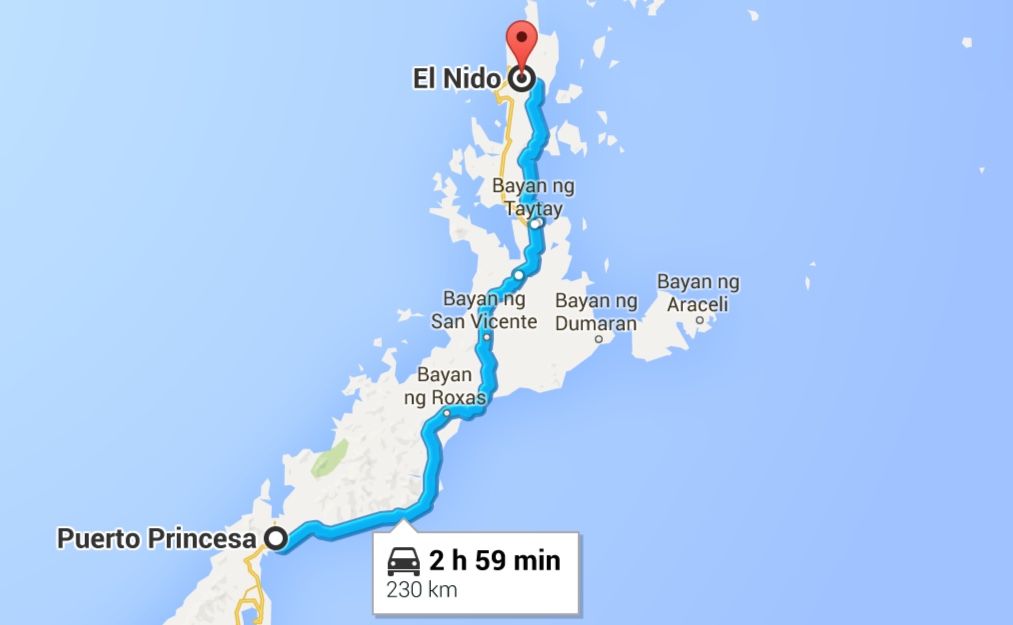 El Nido
Bayan ng
Taytay
Bayan ng
San Vicente
Bayan ng
Dumaran
Bayan ng
Araceli
Bayan
ng Roxas
Puerto Princesa
2 h 59 min
230 km